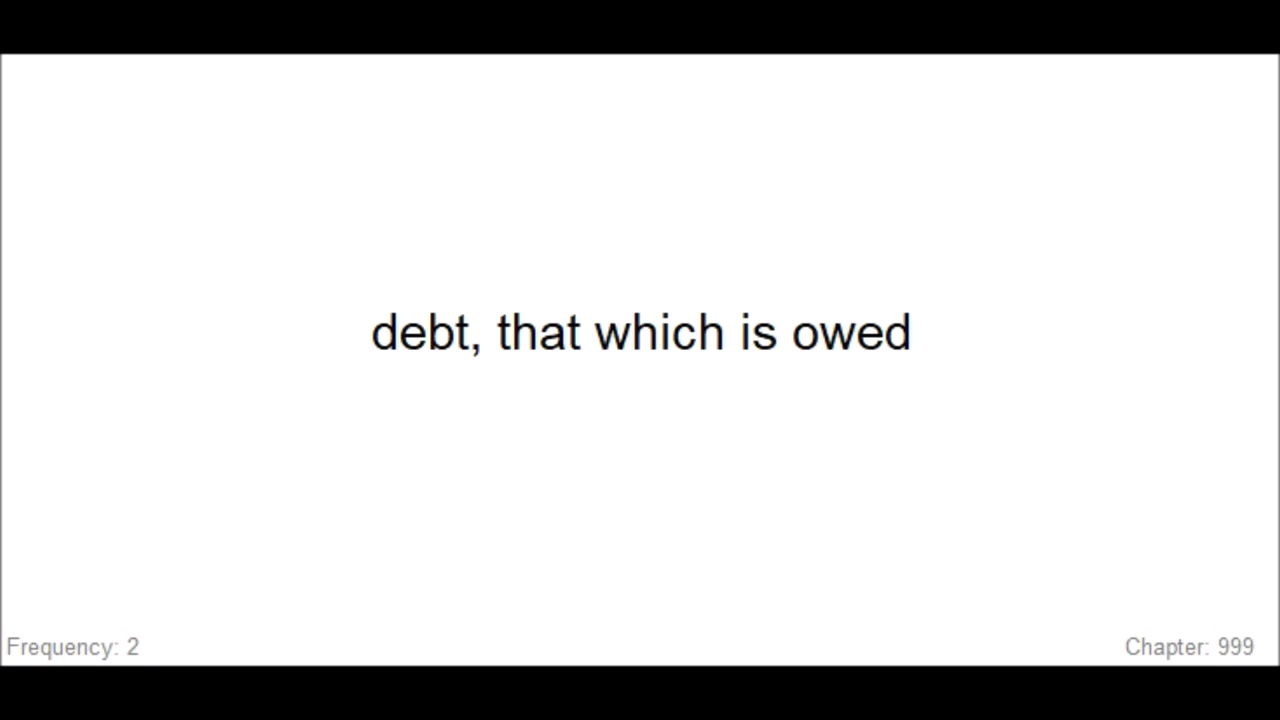 debt, that which is owed
Frequency: 2
Chapter: 999